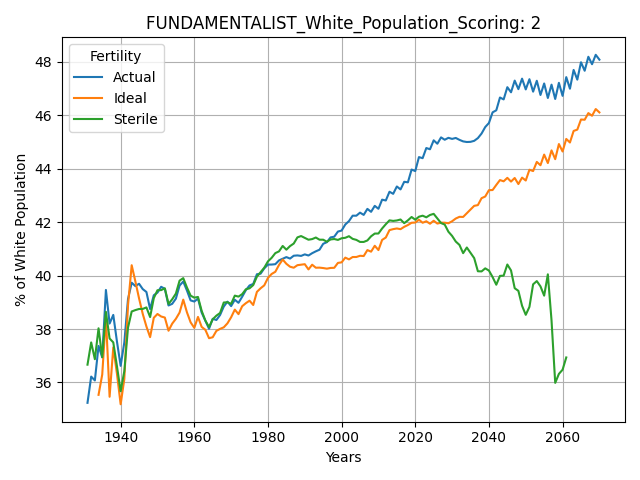 FUNDAMENTALIST_White_Population_Scoring: 2
Fertility
Actual
Ideal
Sterile
% of White Population
48
46
44
42
40
38
36
1940
1960
1980
2000
2020
2040
2060
Years